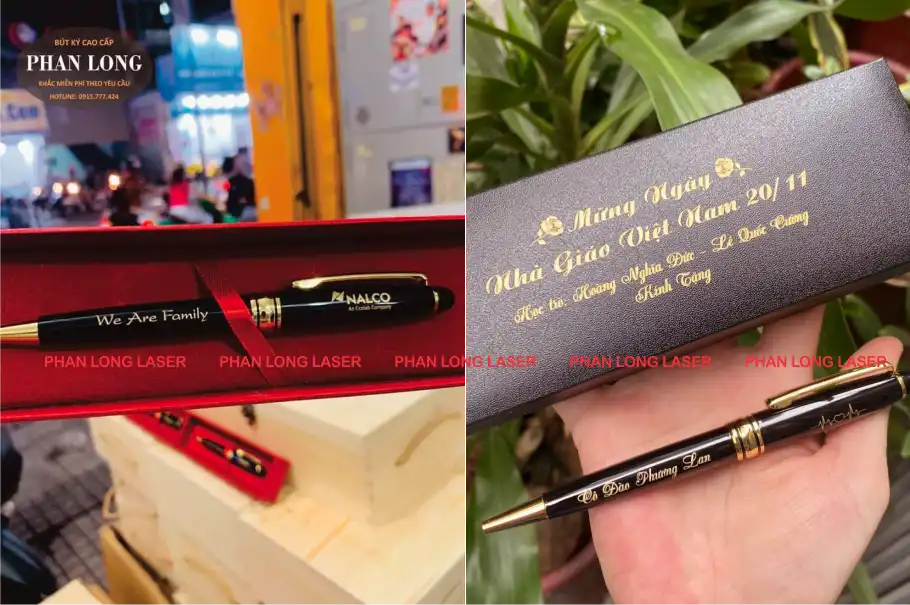 BÚT KÝ CAO CẤP
PHAN LONG
KHẮC MIỄN PHÍ THEO YÊU CẦU
HOTLINE: 0915.777.424
We Are Family
NALCO
An Ecolab Company
PHAN LONG LASER PHAN LONG LASER PHAN LONG LASER PHAN LONG LASER PHAN LONG LASER
Mừng Ngày
Nhà Giáo Việt Nam 20/11
Học trò: Hoàng Nghĩa Đức - Lê Quốc Cường
Kính Tặng
Cô Đào Phương Lan